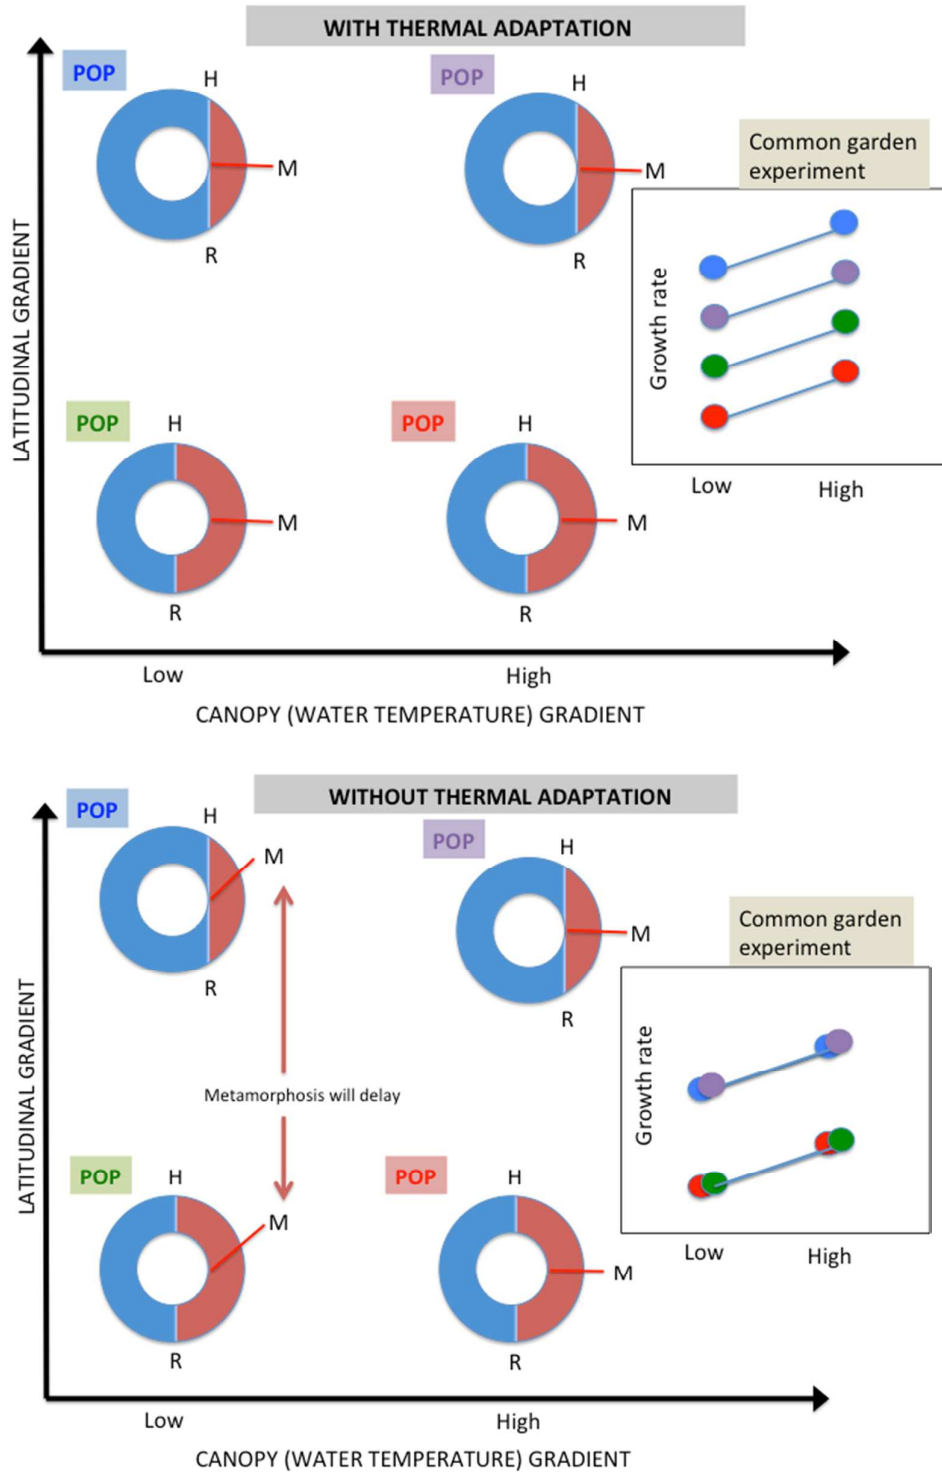 WITH THERMAL ADAPTATION
POP
H
M
R
POP
H
M
R
Common garden
experiment
Growth rate
Low
High
LATITUDINAL GRADIENT
POP
H
M
R
POP
H
M
R
Low
High
CANOPY (WATER TEMPERATURE) GRADIENT
WITHOUT THERMAL ADAPTATION
POP
H
M
R
POP
H
M
R
Common garden
experiment
Growth rate
Low
High
LATITUDINAL GRADIENT
Metamorphosis will delay
POP
H
M
R
POP
H
M
R
Low
High
CANOPY (WATER TEMPERATURE) GRADIENT